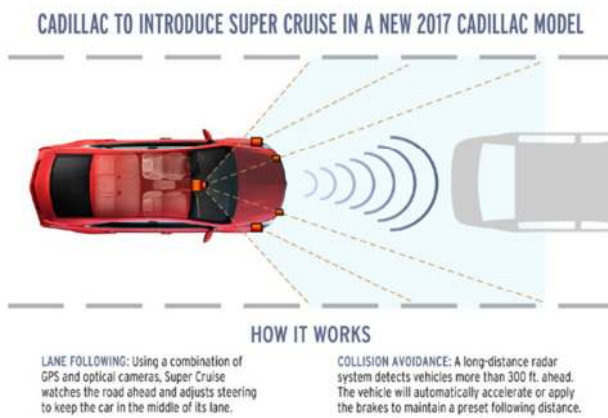 CADILLAC TO INTRODUCE SUPER CRUISE IN A NEW 2017 CADILLAC MODEL
HOW IT WORKS
LANE FOLLOWING: Using a combination of
GPS and optical cameras, Super Cruise
watches the road ahead and adjusts steering
to keep the car in the middle of its lane.
COLLISION AVOIDANCE: A long-distance radar
system detects vehicles more than 300 ft. ahead.
The vehicle will automatically accelerate or apply
the brakes to maintain a preset following distance.